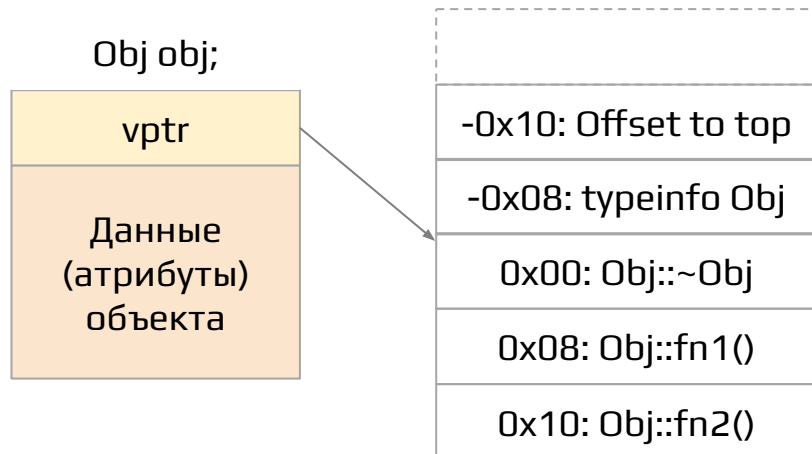 Obj obj;
vptr
Данные
(атрибуты)
объекта
-0x10: Offset to top
-0x08: typeinfo Obj
0x00: Obj::~Obj
0x08: Obj::fn1()
0x10: Obj::fn2()